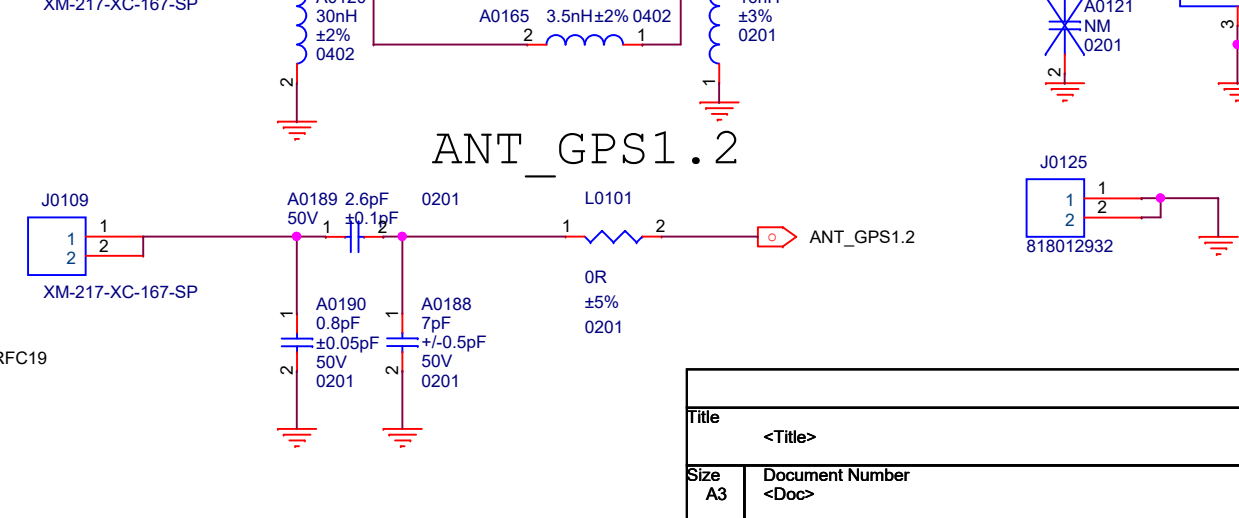 XM-217-XC-167-SP
30nH
±2%
0402
2
A0165 3.5nH±2% 0402
2 1
±3%
0201
1
A0121
NM
0201
2
3
ANT_GPS1.2
J0109
1 1
2 2
XM-217-XC-167-SP
A0189 2.6pF 0201
50V ±0.1pF
1 2
L0101
1 2
0R
±5%
0201
ANT_GPS1.2
J0125
1 1
2 2
818012932
1
A0190
0.8pF
±0.05pF
2
50V
0201
1
A0188
7pF
+/-0.5pF
2
50V
0201
RFC19
Title
<Title>
Size
A3
Document Number
<Doc>